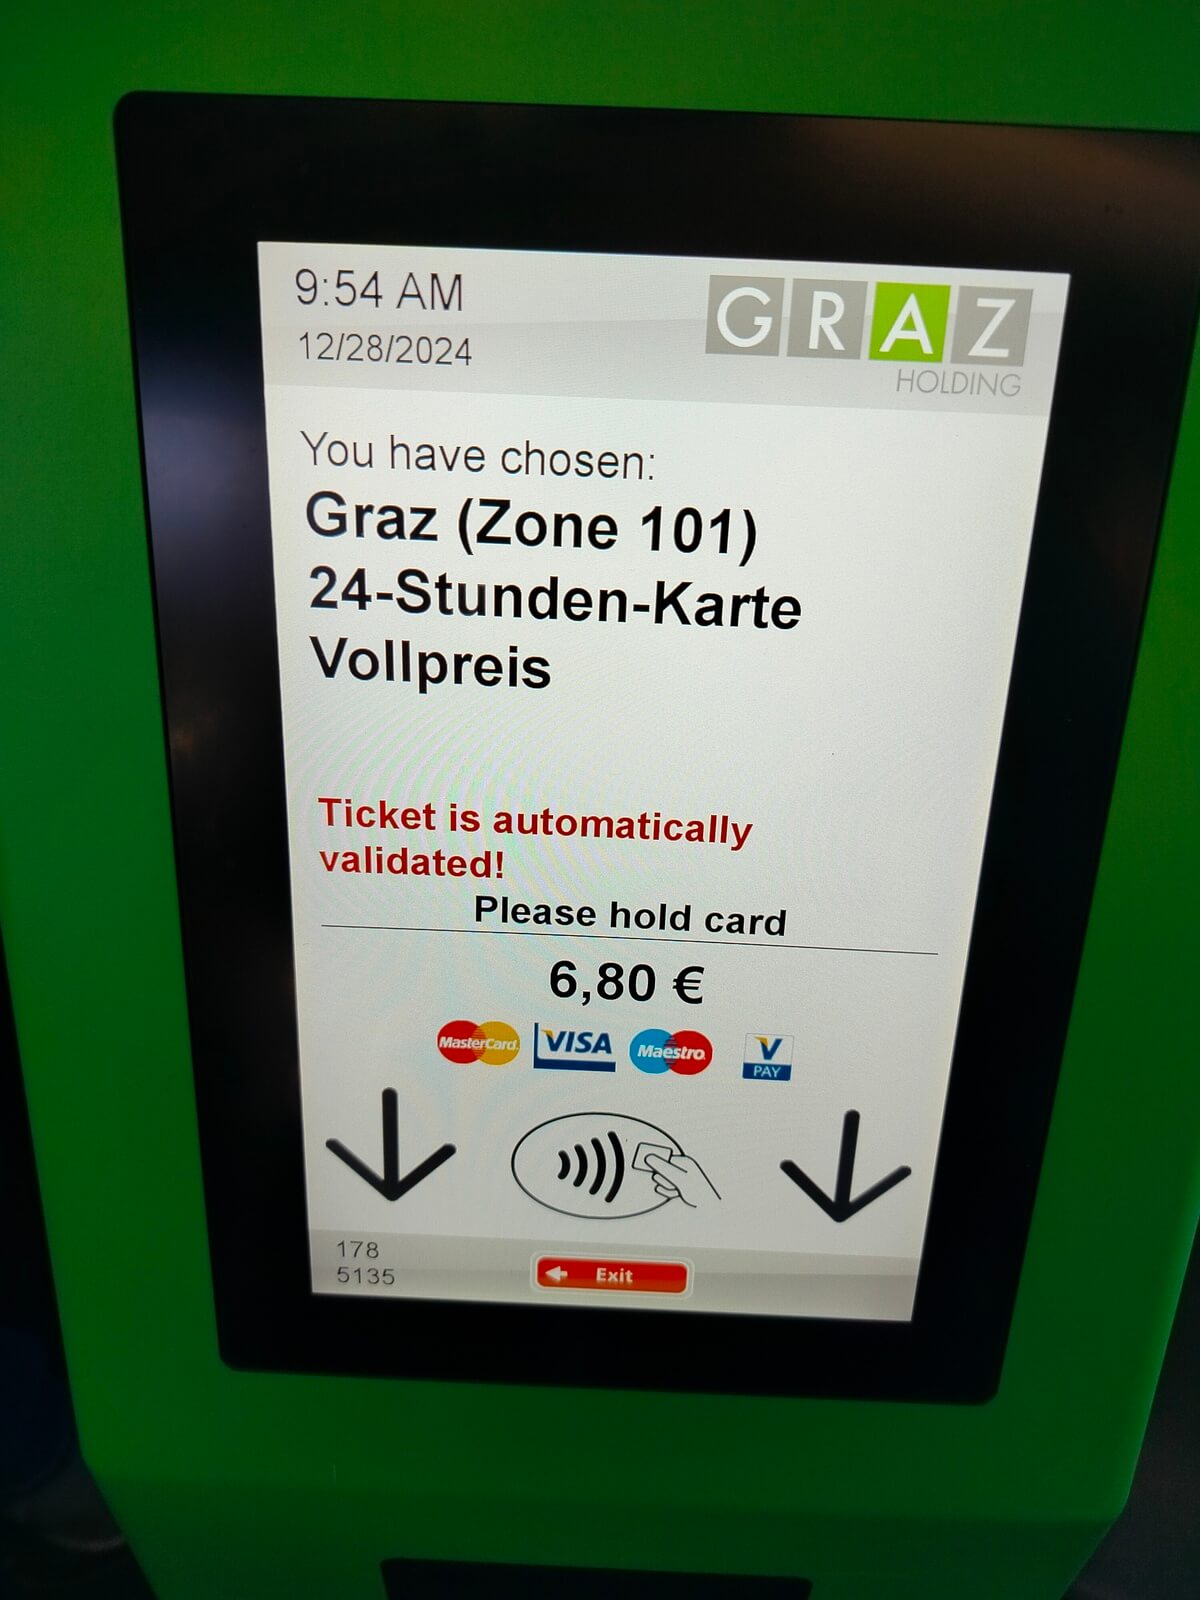 9:54 AM
12/28/2024
GRAZ
HOLDING
You have chosen:
Graz (Zone 101)
24-Stunden-Karte
Vollpreis
Ticket is automatically
validated!
Please hold card
6,80 €
MasterCard. VISA Maestro V PAY
178
5135
Exit